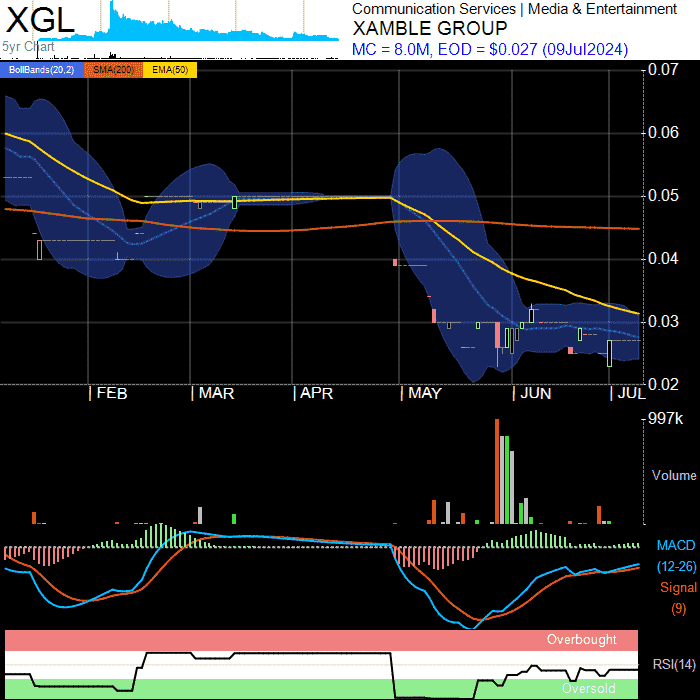 XGL
5yr Chart
Communication Services | Media & Entertainment
XAMBLE GROUP
MC = 8.0M, EOD = $0.027 (09Jul2024)
BollBands(20,2) SMA(200) EMA(50)
0.07
0.06
0.05
0.04
0.03
0.02
| FEB | MAR | APR | MAY | JUN | JUL
997k
Volume
MACD
(12-26)
Signal
(9)
Overbought
RSI(14)
Oversold